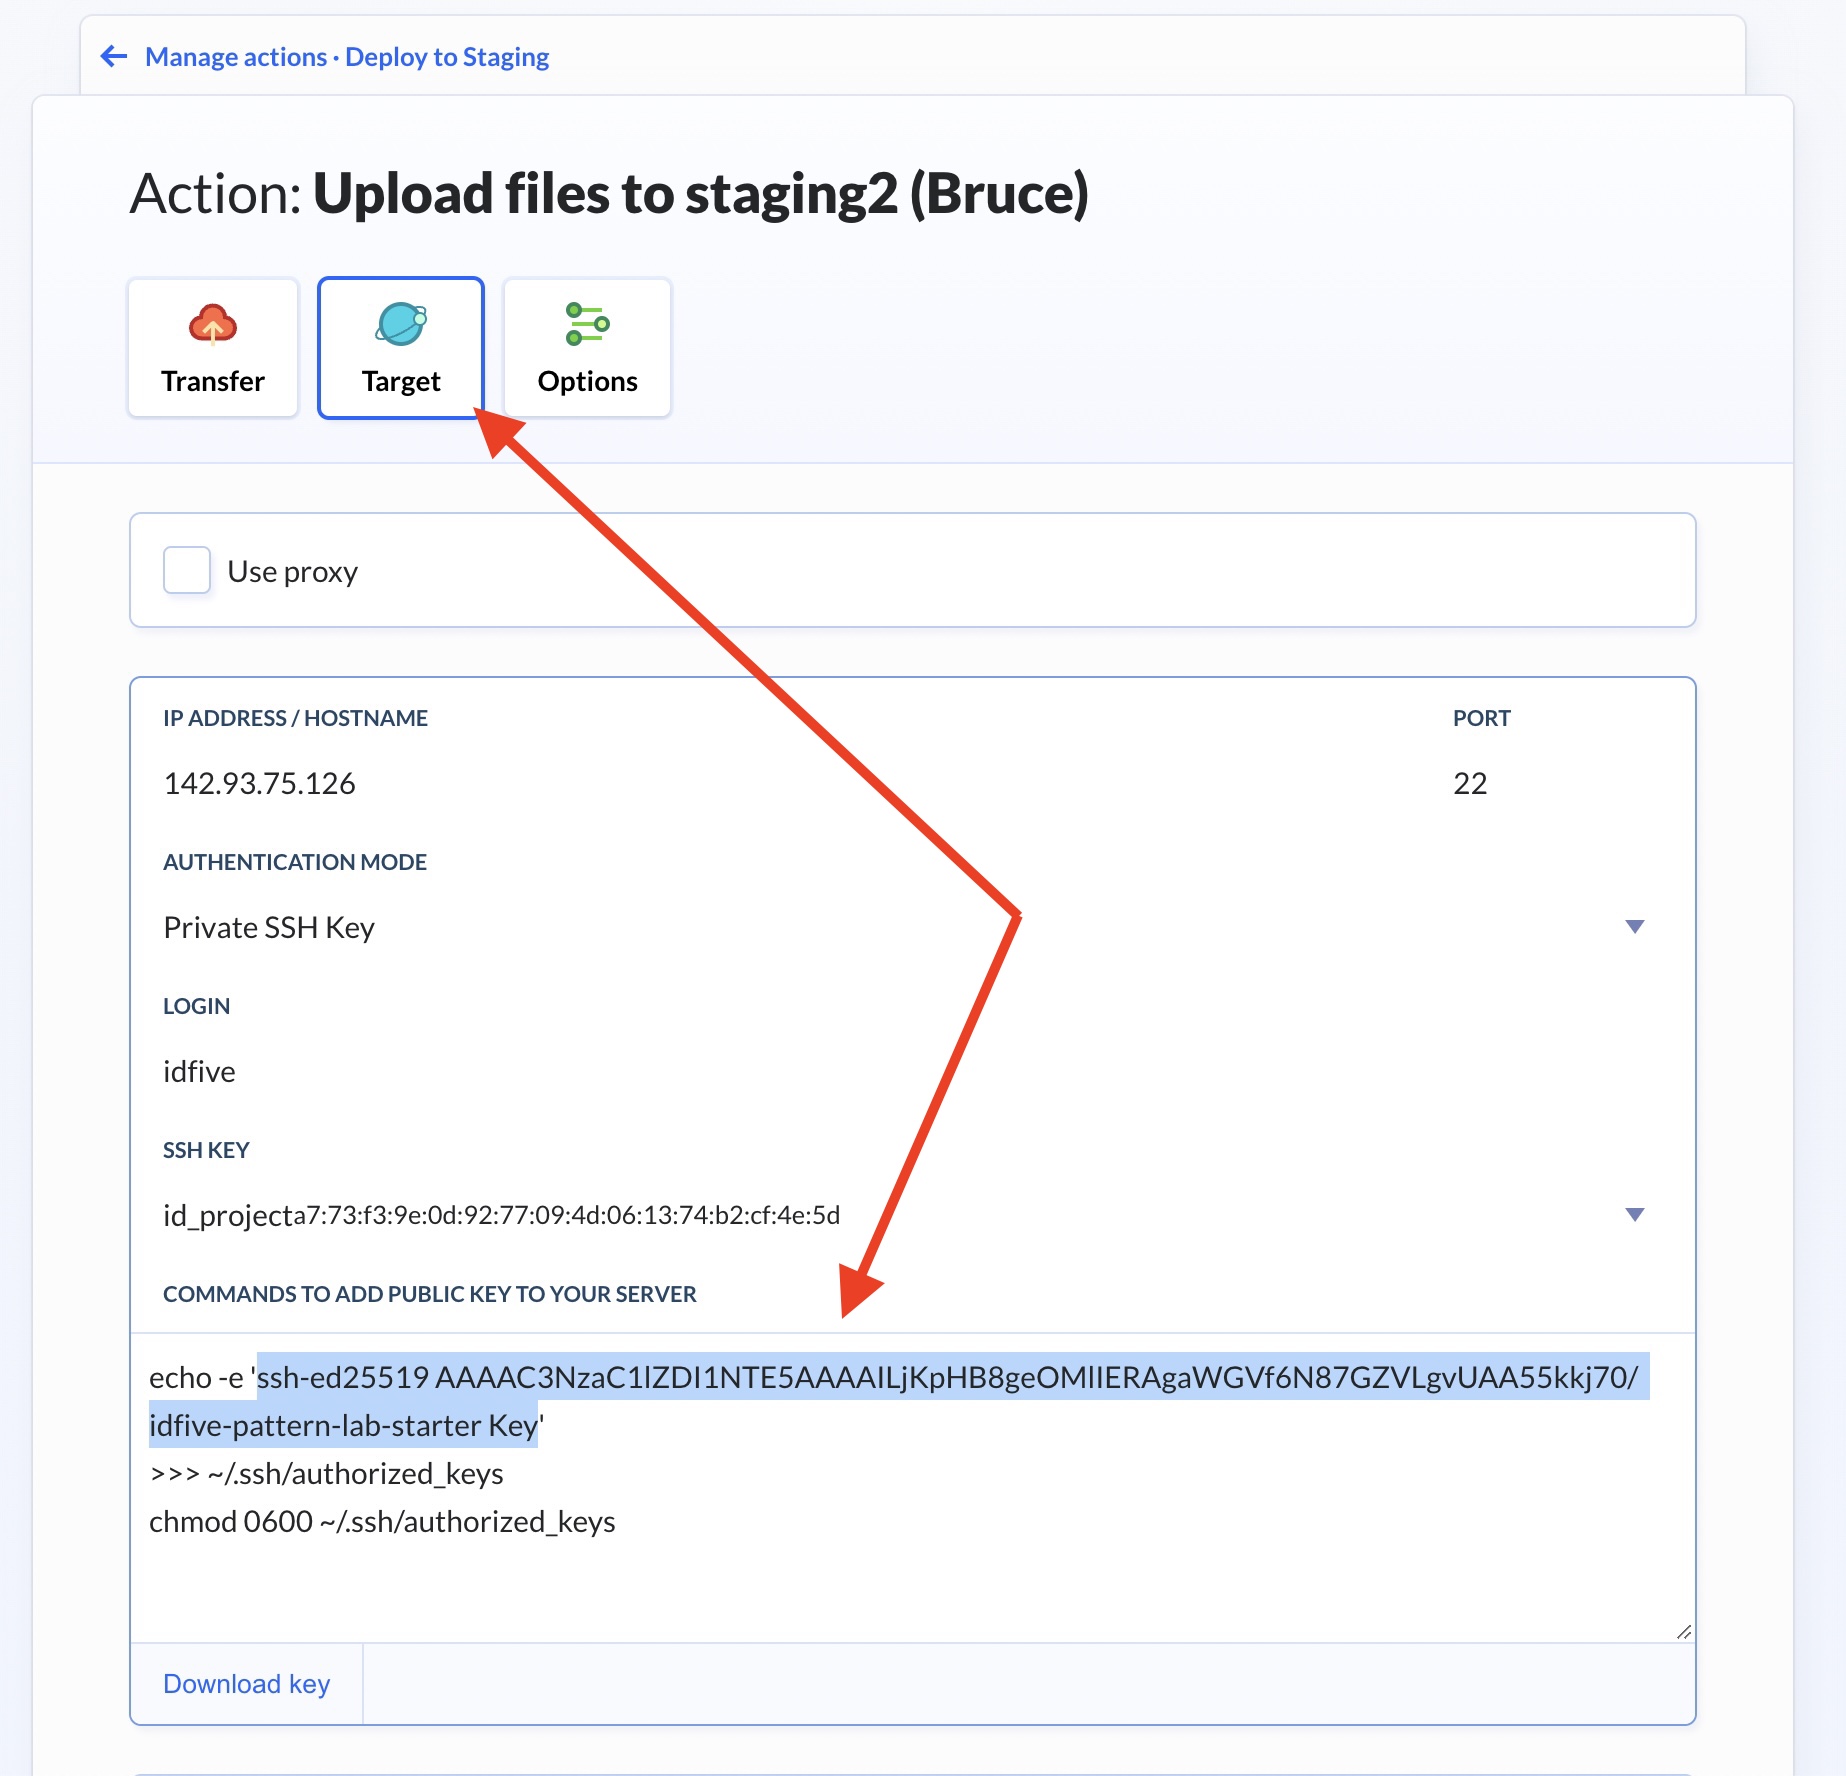 Manage actions · Deploy to Staging
Action: Upload files to staging2 (Bruce)
Transfer
Target
Options
Use proxy
IP ADDRESS / HOSTNAME
PORT
142.93.75.126
22
AUTHENTICATION MODE
Private SSH Key
LOGIN
idfive
SSH KEY
id_projecta7:73:f3:9e:0d:92:77:09:4d:06:13:74:b2:cf:4e:5d
COMMANDS TO ADD PUBLIC KEY TO YOUR SERVER
echo -e 'ssh-ed25519 AAAAC3NzaC1lZDI1NTE5AAAAILjKpHB8geOMlIERAgaWGVf6N87GZVLgvUAA55kkj70/
idfive-pattern-lab-starter Key'
>>> ~/.ssh/authorized_keys
chmod 0600 ~/.ssh/authorized_keys
Download key